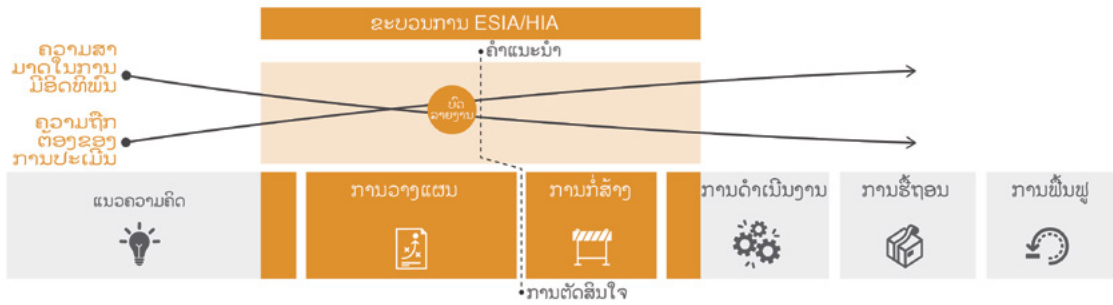 ຂະບວນການ ESIA/HIA
ຄວາມສາ
ມາດໃນການ
ມີອິດທິພົນ
ຄຳແນະນຳ
ບົດ
ລາຍງານ
ຄວາມຖືກ
ຕ້ອງຂອງ
ການປະເມີນ
ແນວຄວາມຄິດ
ການວາງແຜນ
ການກໍ່ສ້າງ
ການດຳເນີນງານ
ການຮື້ຖອນ
ການຟື້ນຟູ
ການຕັດສິນໃຈ